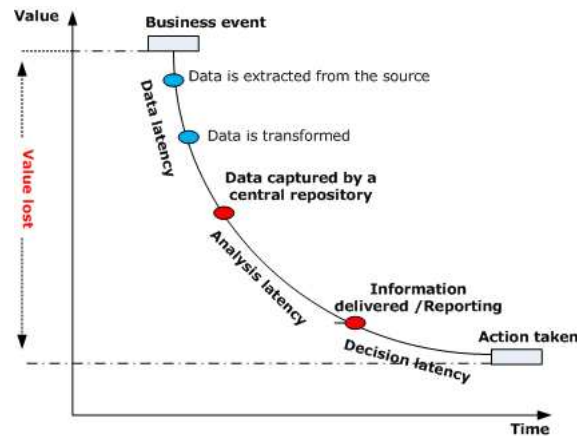 Value
Business event
Data is extracted from the source
Data latency
Data is transformed
Data captured by a
central repository
Value lost
Analysis latency
Information
delivered /Reporting
Action taken
Decision latency
Time